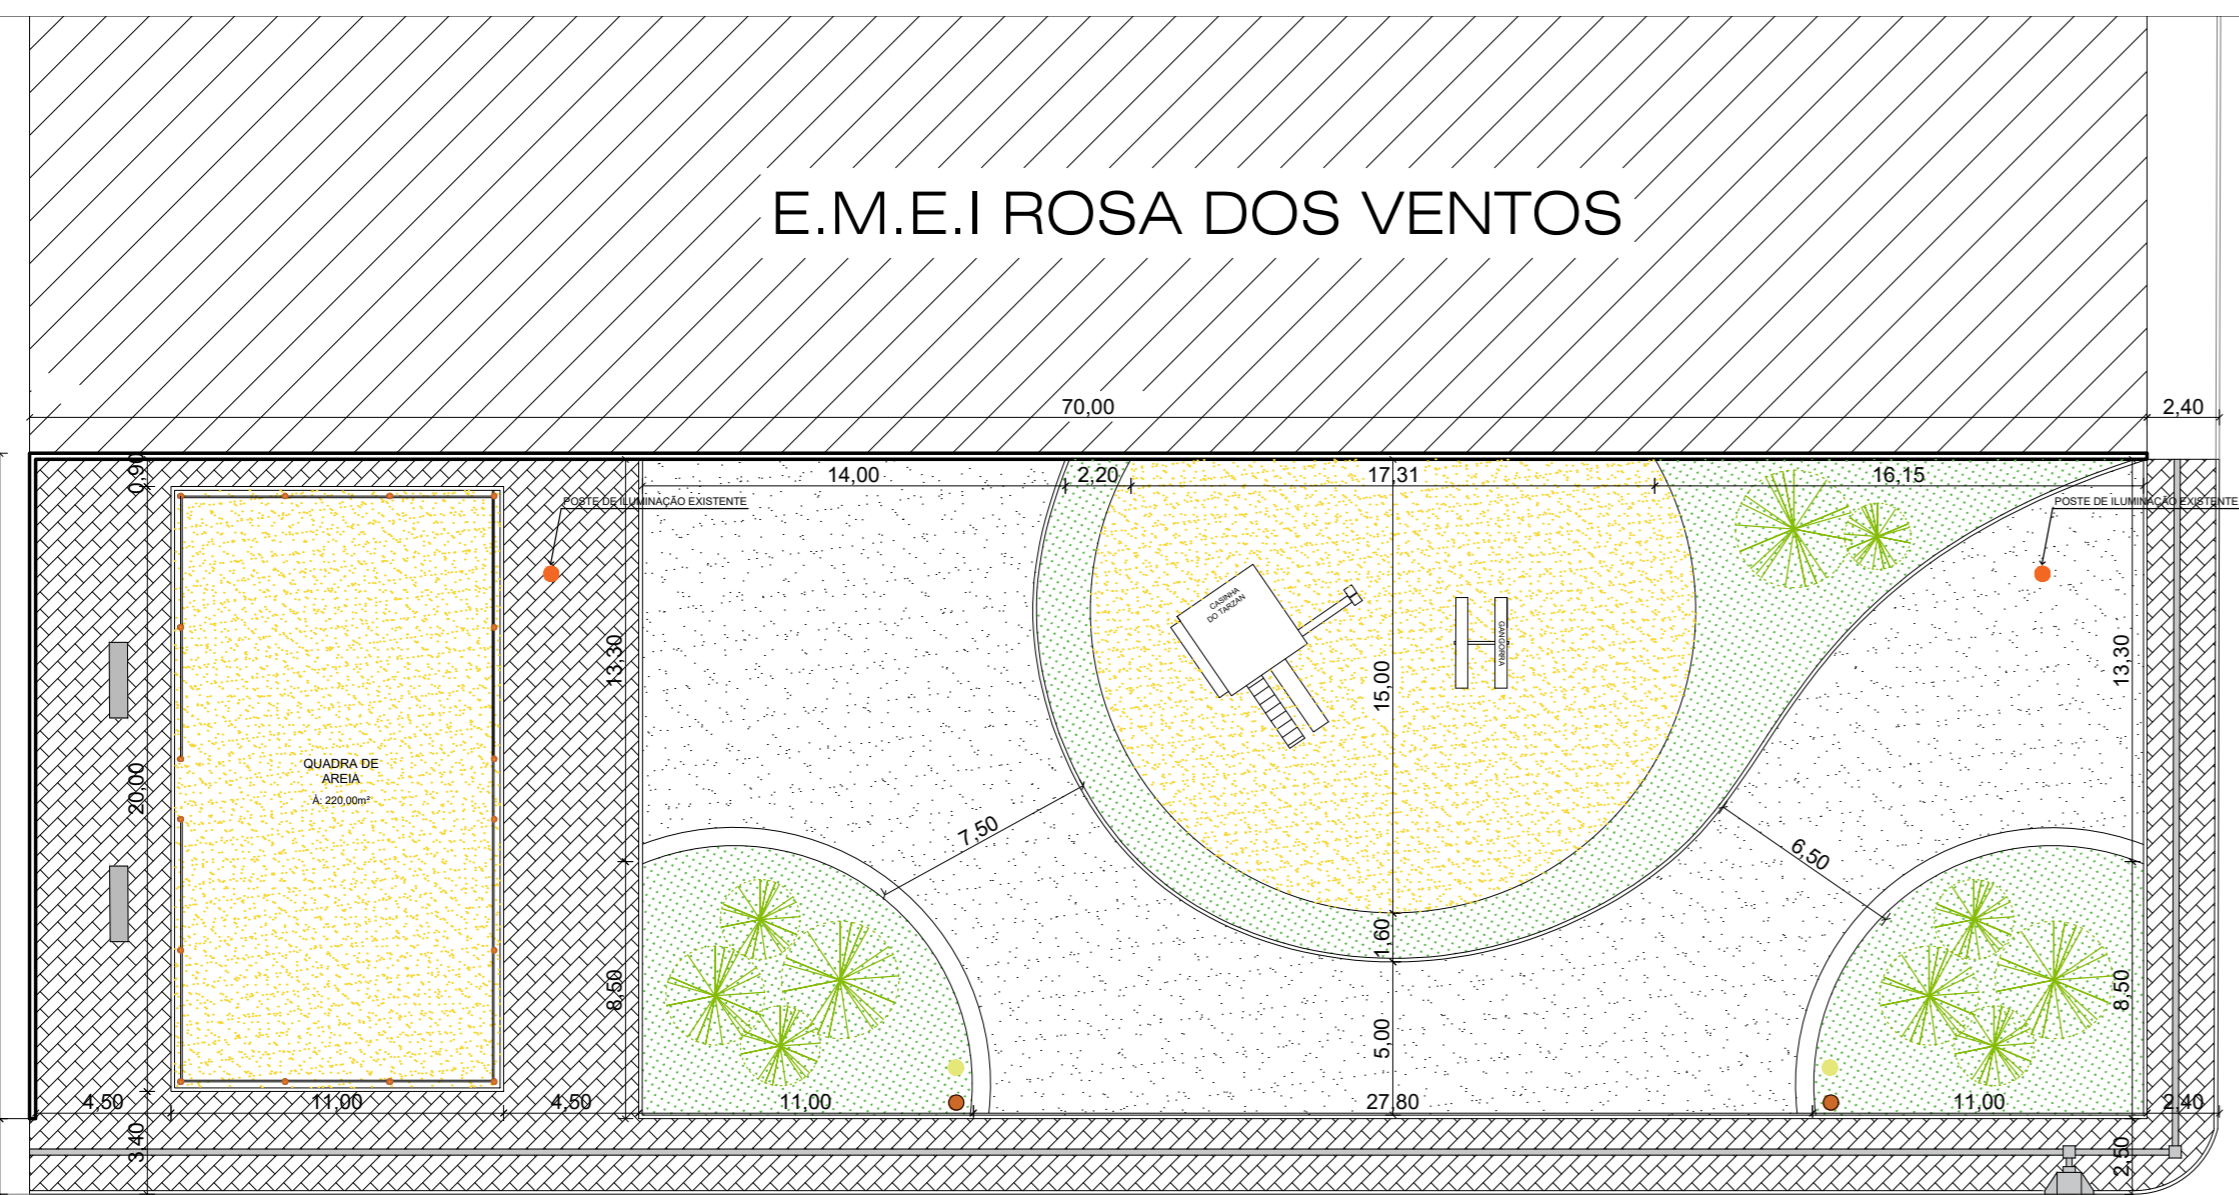 E.M.E.I ROSA DOS VENTOS
70,00
2,40
0,90
14,00
2,20
17,31
16,15
POSTE DE ILUMINAÇÃO EXISTENTE
POSTE DE ILUMINAÇÃO EXISTENTE
CASINHA
DO TARZAN
GANGORRA
13,30
15,00
13,30
QUADRA DE
AREIA
A: 220,00m²
20,00
7,50
6,50
1,60
8,50
8,50
5,00
4,50
11,00
4,50
11,00
27,80
11,00
2,40
3,40
2,50